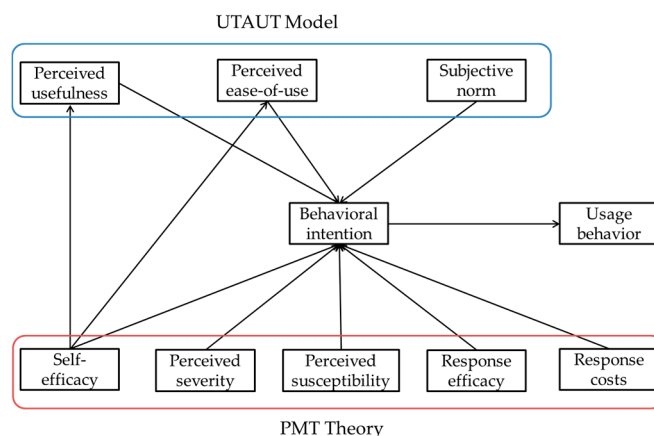 UTAUT Model
Perceived
usefulness
Perceived
ease-of-use
Subjective
norm
Behavioral
intention
Usage
behavior
Self-
efficacy
Perceived
severity
Perceived
susceptibility
Response
efficacy
Response
costs
PMT Theory